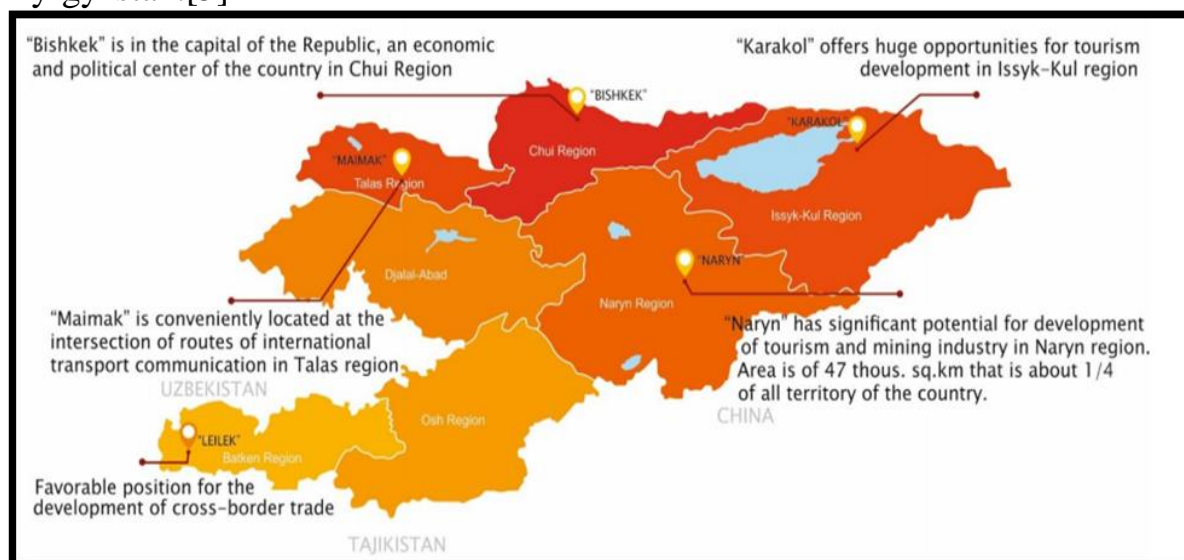 "Bishkek" is in the capital of the Republic, an economic
and political center of the country in Chui Region
"Karakol" offers huge opportunities for tourism
development in Issyk-Kul region
"BISHKEK"
"KARAKOL"
Chui Region
"MAIMAK"
Talas Region
Issyk-Kul Region
"NARYN"
Djalal-Abad
Naryn Region
"Maimak" is conveniently located at the
intersection of routes of international
transport communication in Talas region
"Naryn" has significant potential for development
of tourism and mining industry in Naryn region.
Area is of 47 thous. sq.km that is about 1/4
of all territory of the country.
UZBEKISTAN
CHINA
Osh Region
"LEILEK"
Batken Region
Favorable position for the
development of cross-border trade
TAJIKISTAN